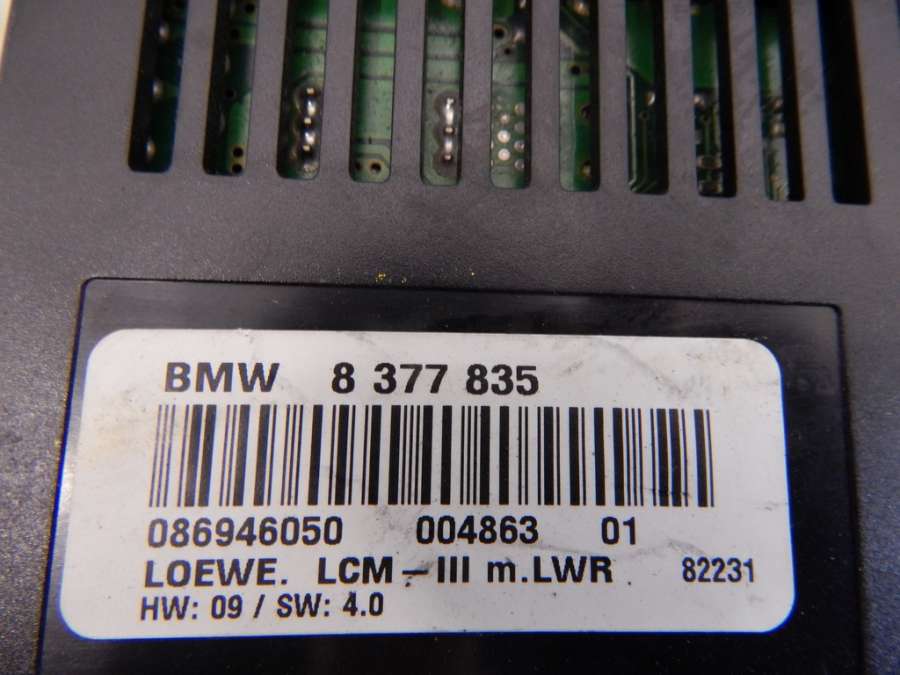 BMW 8 377 835
086946050 004863 01
LOEWE. LCM-III m.LWR 82231
HW: 09 / SW: 4.0